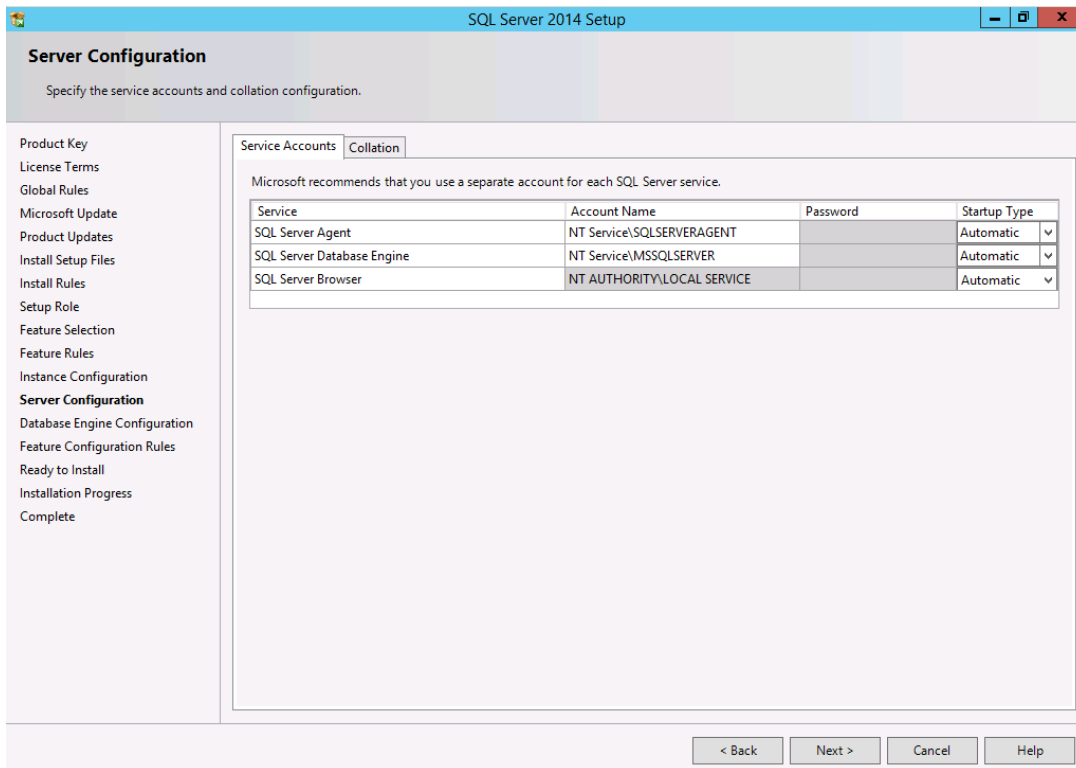 SQL Server 2014 Setup
Server Configuration
Specify the service accounts and collation configuration.
Product Key
License Terms
Global Rules
Microsoft Update
Product Updates
Install Setup Files
Install Rules
Setup Role
Feature Selection
Feature Rules
Instance Configuration
Server Configuration
Database Engine Configuration
Feature Configuration Rules
Ready to Install
Installation Progress
Complete
Service Accounts Collation
Microsoft recommends that you use a separate account for each SQL Server service.
Service Account Name Password Startup Type
SQL Server Agent NT Service\SQLSERVERAGENT Automatic
SQL Server Database Engine NT Service\MSSQLSERVER Automatic
SQL Server Browser NT AUTHORITY\LOCAL SERVICE Automatic
< Back Next > Cancel Help